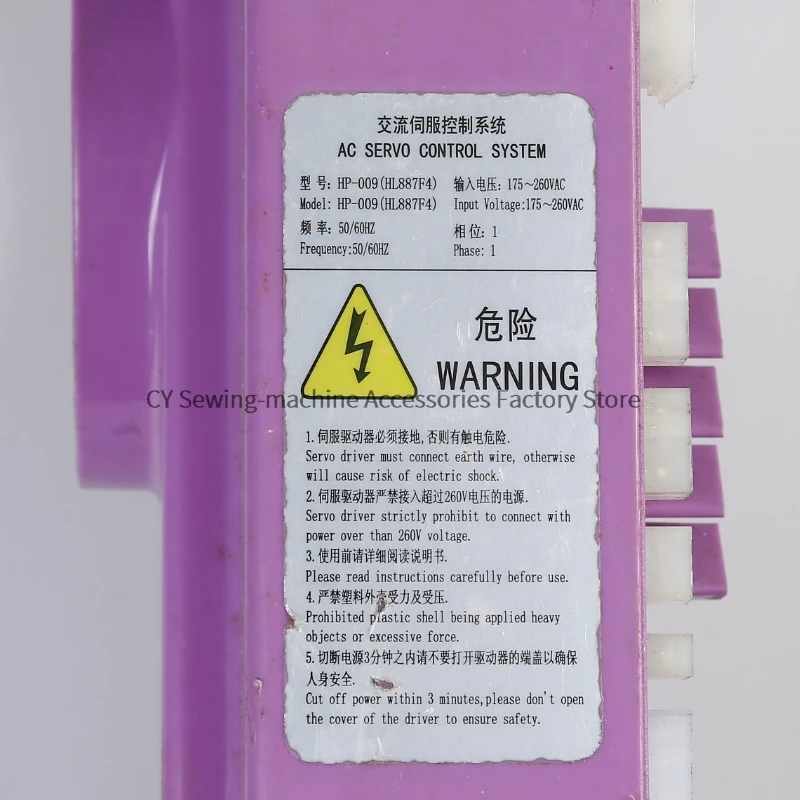 交流伺服控制系统
AC SERVO CONTROL SYSTEM
型号: HP-009(HL887F4) 输入电压: 175~260VAC
Model: HP-009(HL887F4) Input Voltage:175~260VAC
频率: 50/60HZ 相位: 1
Frequency:50/60HZ Phase: 1
危险
WARNING
CY Sewing-machine Accessories Factory Store
1.伺服驱动器必须接地,否则有触电危险.
Servo driver must connect earth wire, otherwise
will cause risk of electric shock.
2.伺服驱动器严禁接入超过260V电压的电源.
Servo driver strictly prohibit to connect with
power over than 260V voltage.
3.使用前请详细阅读说明书.
Please read instructions carefully before use.
4.严禁塑料外壳受力及受压.
Prohibited plastic shell being applied heavy
objects or excessive force.
5.切断电源3分钟之内请不要打开驱动器的端盖以确保
人身安全.
Cut off power within 3 minutes,please don't open
the cover of the driver to ensure safety.